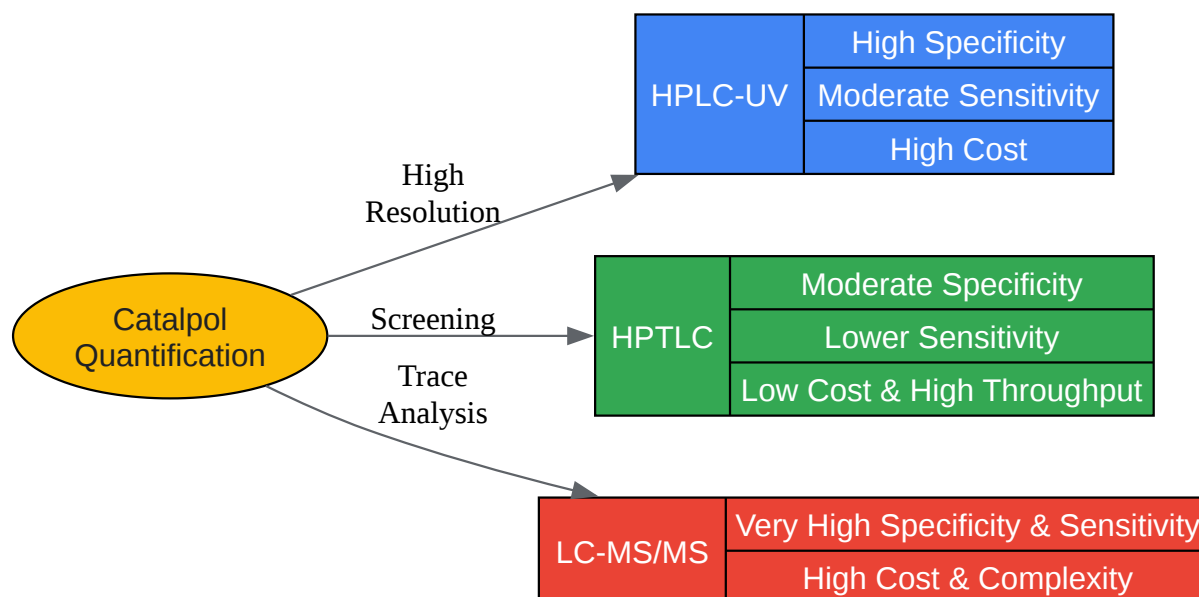 Catalpol
Quantification
High
Resolution
Screening
Trace
Analysis
HPLC-UV
High Specificity
Moderate Sensitivity
High Cost
HPTLC
Moderate Specificity
Lower Sensitivity
Low Cost & High Throughput
LC-MS/MS
Very High Specificity & Sensitivity
High Cost & Complexity